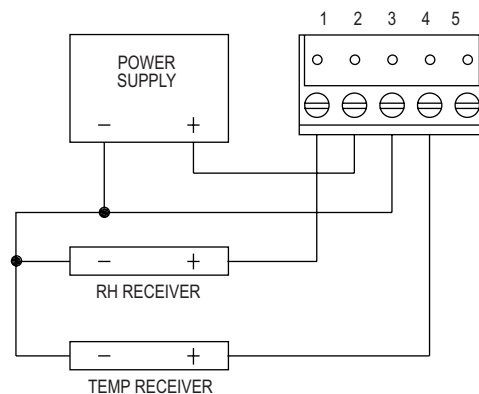 1 2 3 4 5
POWER
SUPPLY
– +
– +
RH RECEIVER
– +
TEMP RECEIVER